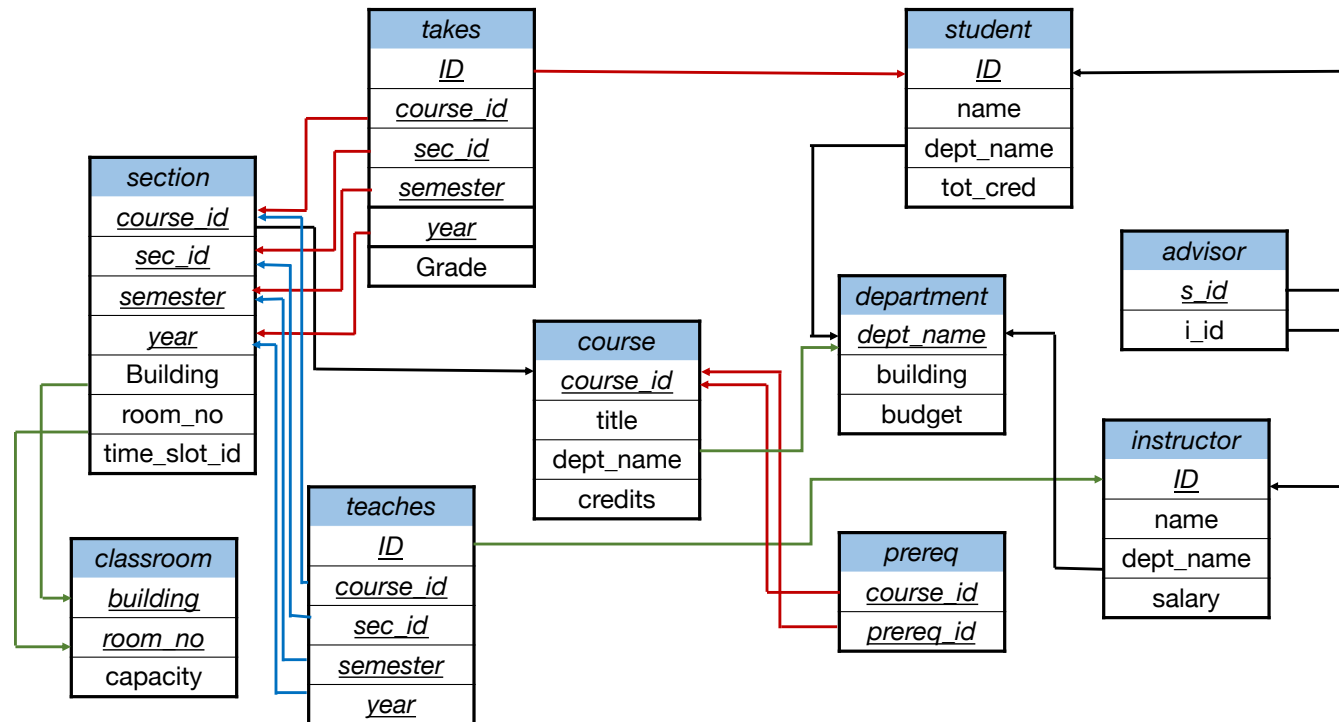 takes
ID
course_id
sec_id
semester
year
Grade
student
ID
name
dept_name
tot_cred
section
course_id
sec_id
semester
year
Building
room_no
time_slot_id
advisor
s_id
i_id
department
dept_name
building
budget
course
course_id
title
dept_name
credits
instructor
ID
name
dept_name
salary
teaches
ID
course_id
sec_id
semester
year
classroom
building
room_no
capacity
prereq
course_id
prereq_id